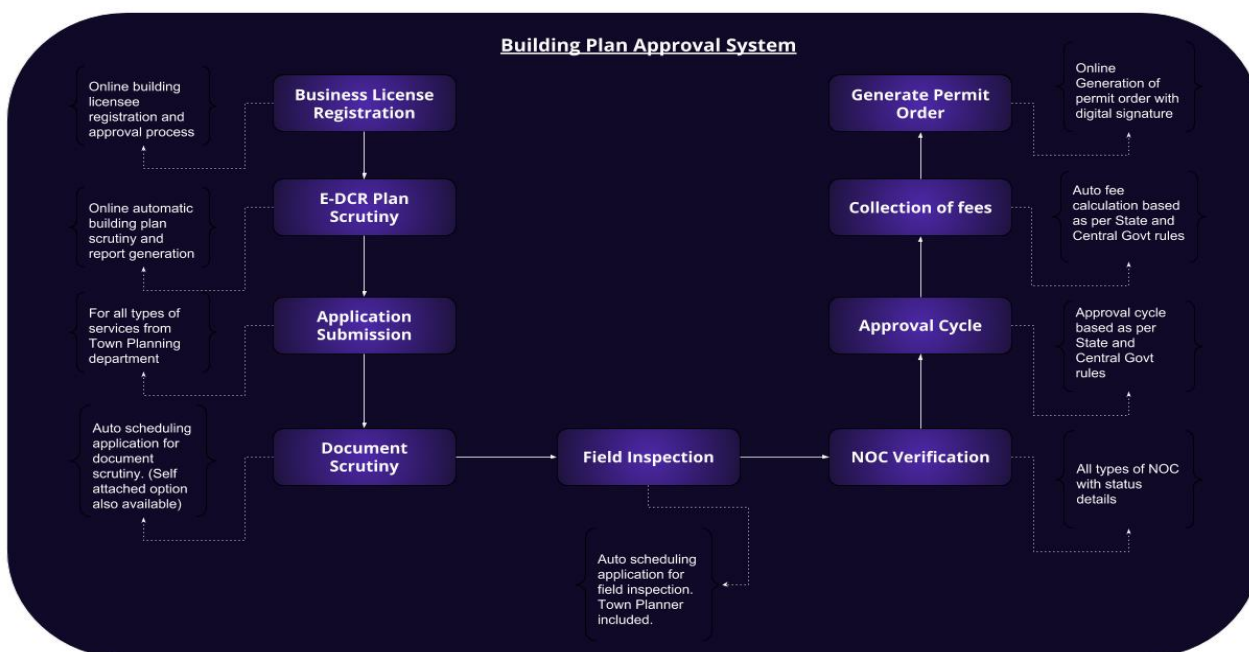 Building Plan Approval System
Online building
licensee
registration and
approval process
Business License
Registration
Online automatic
building plan
scrutiny and
report generation
E-DCR Plan
Scrutiny
For all types of
services from
Town Planning
department
Application
Submission
Auto scheduling
application for
document
scrutiny. (Self
attached option
also available)
Document
Scrutiny
Field Inspection
Auto scheduling
application for
field inspection.
Town Planner
included.
NOC Verification
All types of NOC
with status
details
Approval Cycle
Approval cycle
based as per
State and
Central Govt
rules
Collection of fees
Auto fee
calculation based
as per State and
Central Govt rules
Generate Permit
Order
Online
Generation of
permit order with
digital signature